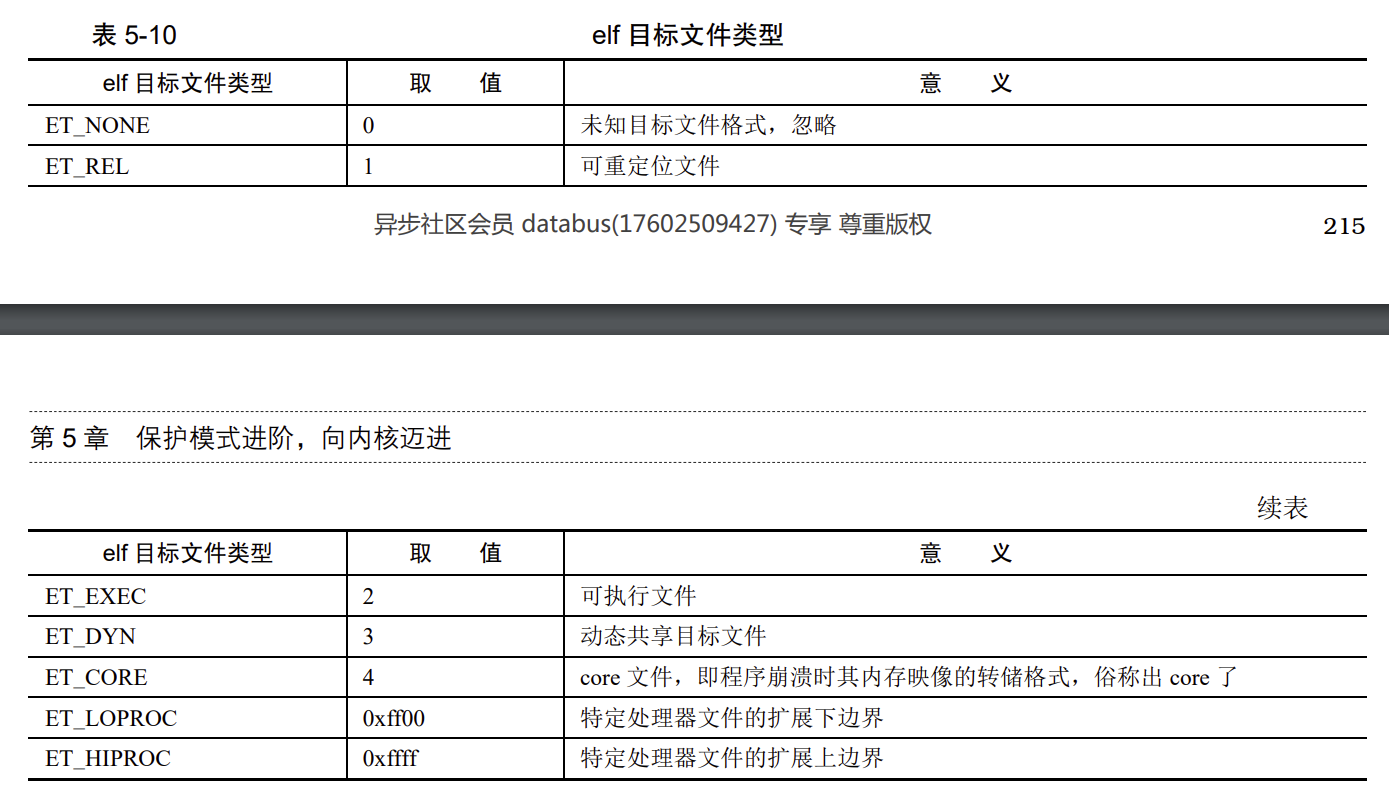 表 5-10 elf 目标文件类型
elf 目标文件类型 取 值 意 义
ET_NONE 0 未知目标文件格式，忽略
ET_REL 1 可重定位文件
异步社区会员 databus(17602509427) 专享 尊重版权 215
第 5 章 保护模式进阶，向内核迈进
续表
elf 目标文件类型 取 值 意 义
ET_EXEC 2 可执行文件
ET_DYN 3 动态共享目标文件
ET_CORE 4 core 文件，即程序崩溃时其内存映像的转储格式，俗称出 core 了
ET_LOPROC 0xff00 特定处理器文件的扩展下边界
ET_HIPROC 0xffff 特定处理器文件的扩展上边界